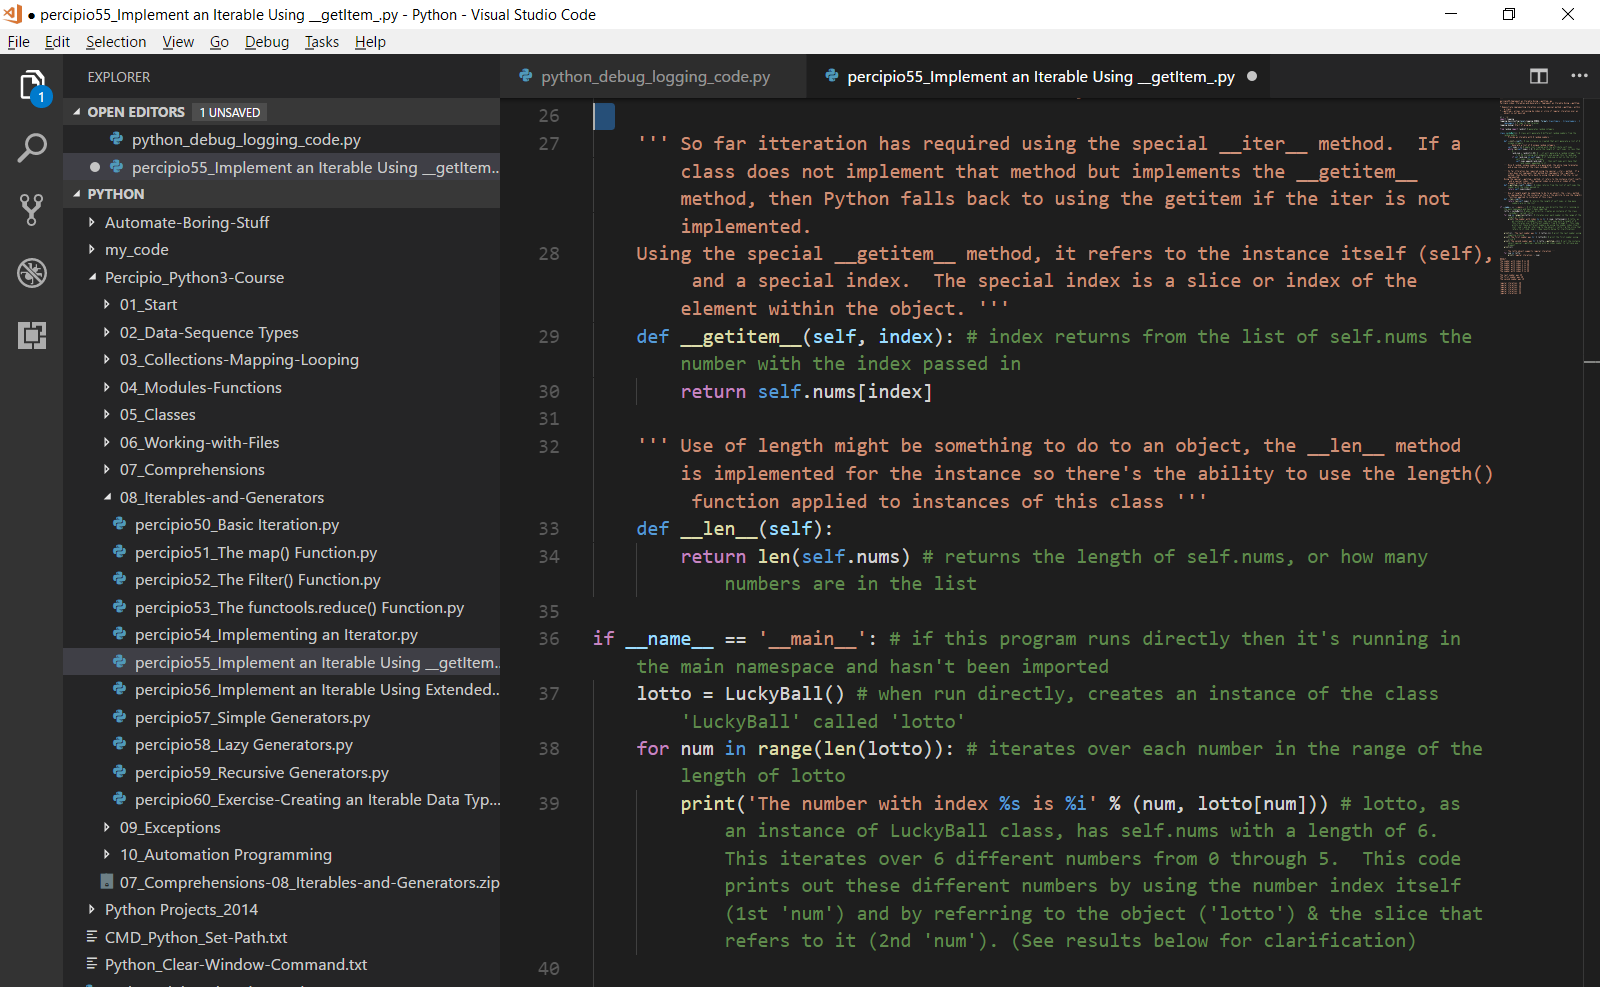 ● percipio55_Implement an Iterable Using __getItem_.py - Python - Visual Studio Code
File Edit Selection View Go Debug Tasks Help
1
EXPLORER
OPEN EDITORS 1 UNSAVED
python_debug_logging_code.py
● percipio55_Implement an Iterable Using __getItem...
PYTHON
Automate-Boring-Stuff
my_code
Percipio_Python3-Course
01_Start
02_Data-Sequence Types
03_Collections-Mapping-Looping
04_Modules-Functions
05_Classes
06_Working-with-Files
07_Comprehensions
08_Iterables-and-Generators
percipio50_Basic Iteration.py
percipio51_The map() Function.py
percipio52_The Filter() Function.py
percipio53_The functools.reduce() Function.py
percipio54_Implementing an Iterator.py
percipio55_Implement an Iterable Using __getItem...
percipio56_Implement an Iterable Using Extended...
percipio57_Simple Generators.py
percipio58_Lazy Generators.py
percipio59_Recursive Generators.py
percipio60_Exercise-Creating an Iterable Data Typ...
09_Exceptions
10_Automation Programming
07_Comprehensions-08_Iterables-and-Generators.zip
Python Projects_2014
CMD_Python_Set-Path.txt
Python_Clear-Window-Command.txt
python_debug_logging_code.py percipio55_Implement an Iterable Using __getItem_.py ●
26
27 ''' So far itteration has required using the special __iter__ method.  If a
class does not implement that method but implements the __getitem__
method, then Python falls back to using the getitem if the iter is not
implemented.
28 Using the special __getitem__ method, it refers to the instance itself (self),
and a special index.  The special index is a slice or index of the
element within the object. '''
29 def __getitem__(self, index): # index returns from the list of self.nums the
number with the index passed in
30 return self.nums[index]
31
32 ''' Use of length might be something to do to an object, the __len__ method
is implemented for the instance so there's the ability to use the length()
function applied to instances of this class '''
33 def __len__(self):
34 return len(self.nums) # returns the length of self.nums, or how many
numbers are in the list
35
36 if __name__ == '__main__': # if this program runs directly then it's running in
the main namespace and hasn't been imported
37 lotto = LuckyBall() # when run directly, creates an instance of the class
'LuckyBall' called 'lotto'
38 for num in range(len(lotto)): # iterates over each number in the range of the
length of lotto
39 print('The number with index %s is %i' % (num, lotto[num])) # lotto, as
an instance of LuckyBall class, has self.nums with a length of 6.
This iterates over 6 different numbers from 0 through 5.  This code
prints out these different numbers by using the number index itself
(1st 'num') and by referring to the object ('lotto') & the slice that
refers to it (2nd 'num'). (See results below for clarification)
40